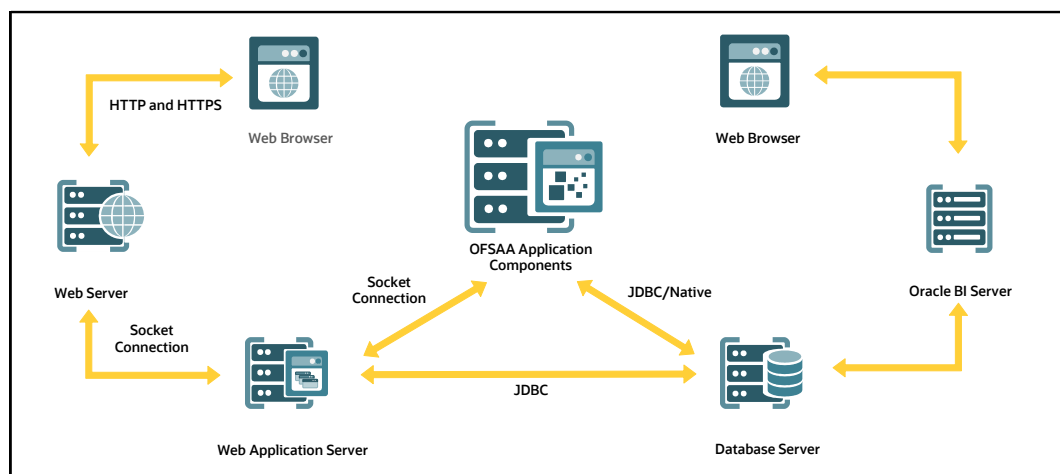 HTTP and HTTPS
Web Browser
Web Browser
OFSAA Application
Components
Web Server
Socket
Connection
JDBC/Native
Oracle BI Server
Socket
Connection
JDBC
Web Application Server
Database Server